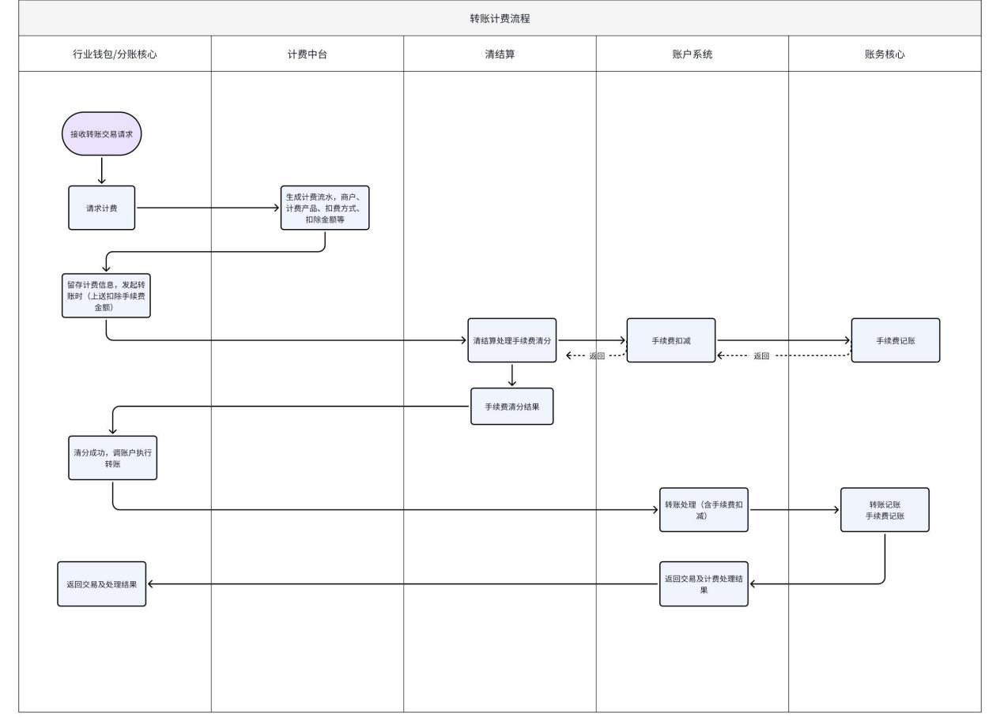 转账计费流程
行业钱包/分账核心
计费中台
清结算
账户系统
账务核心
接收转账交易请求
请求计费
生成计费流水，商户、
计费产品、扣费方式、
扣除金额等
留存计费信息，发起转
账时（上送扣除手续费
金额）
清结算处理手续费清分
手续费扣减
手续费记账
返回
返回
手续费清分结果
清分成功，调账户执行
转账
转账处理（含手续费扣
减）
转账记账
手续费记账
返回交易及处理结果
返回交易及计费处理结
果